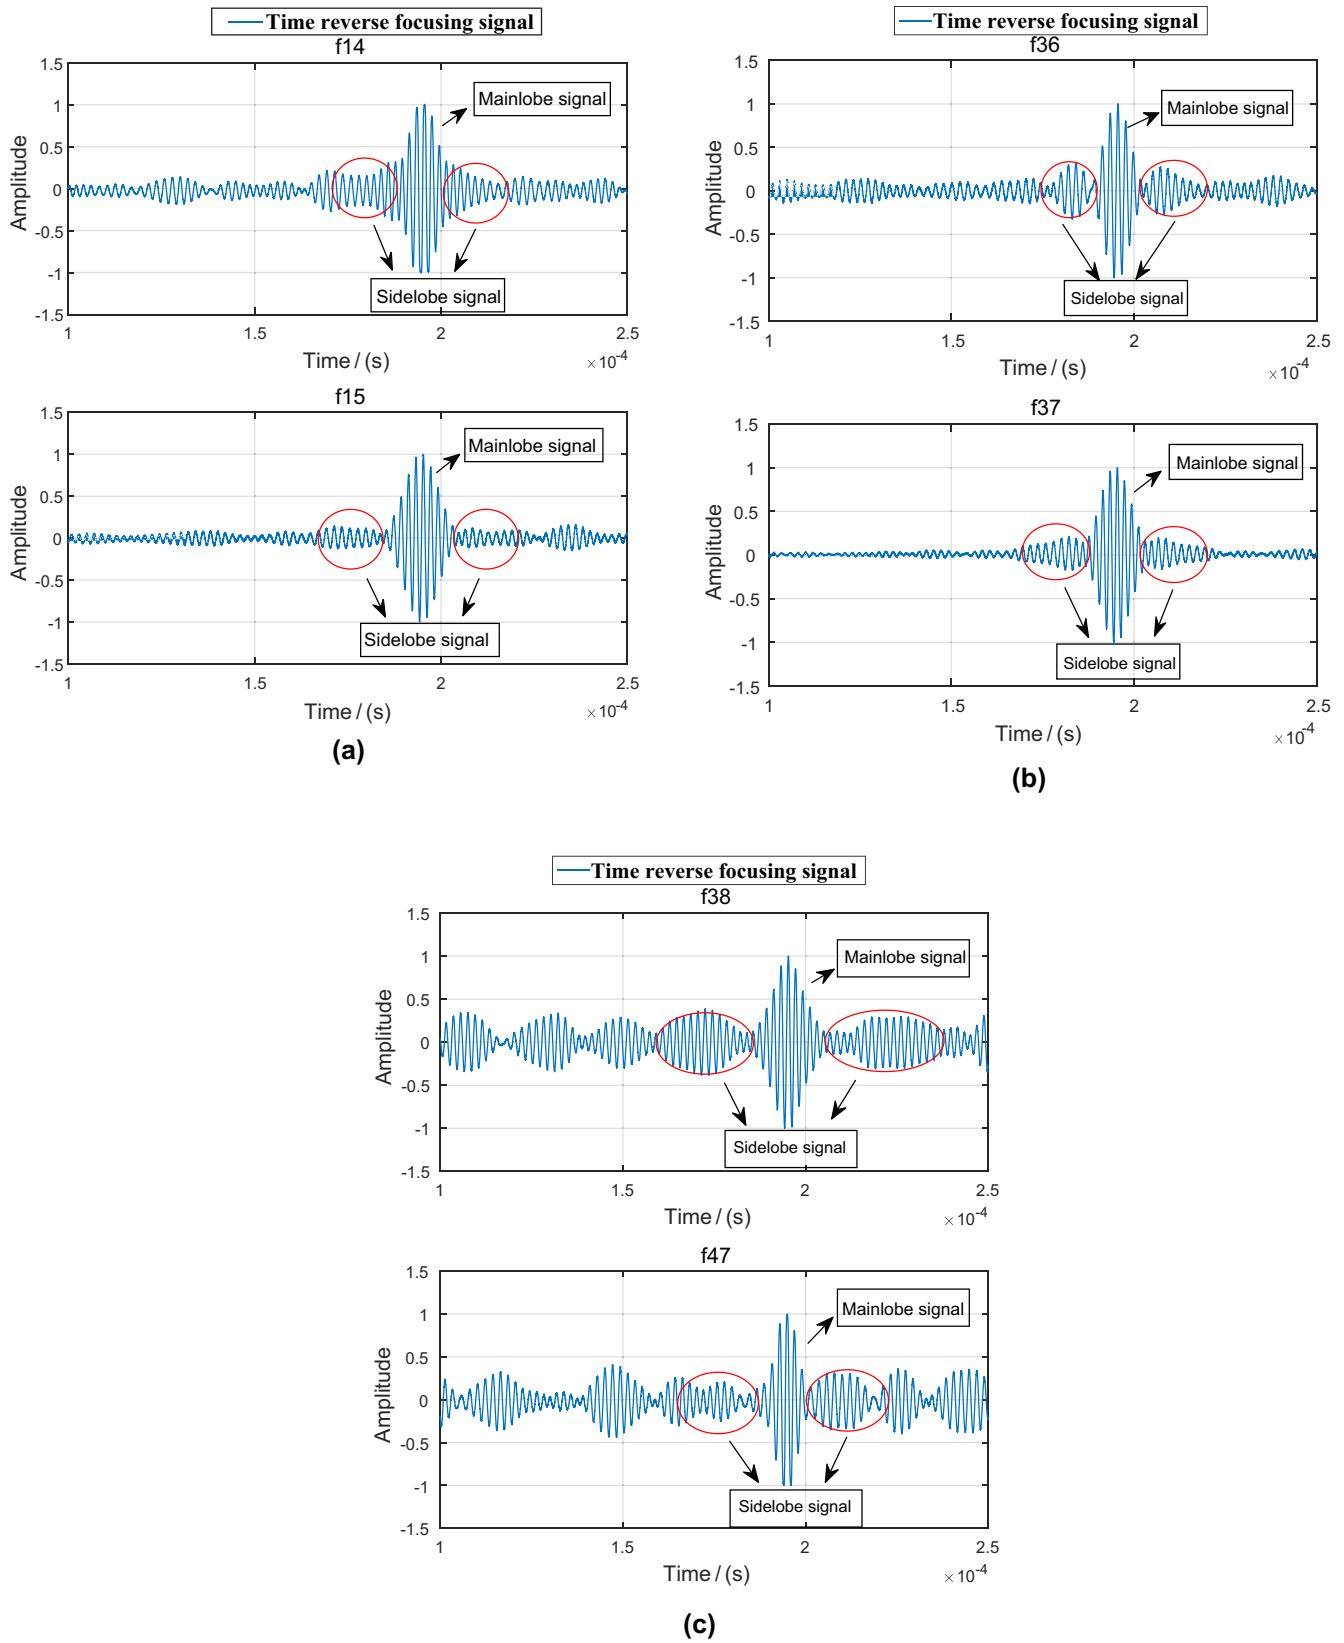 Time reverse focusing signal
f14
1.5
1
0.5
0
-0.5
-1
-1.5
Amplitude
Mainlobe signal
Sidelobe signal
1
1.5
2
2.5
Time / (s)
×10-4
f15
1.5
1
0.5
0
-0.5
-1
-1.5
Amplitude
Mainlobe signal
Sidelobe signal
1
1.5
2
2.5
Time / (s)
×10-4
(a)
Time reverse focusing signal
f36
1.5
1
0.5
0
-0.5
-1
-1.5
Amplitude
Mainlobe signal
Sidelobe signal
1
1.5
2
2.5
Time / (s)
×10-4
f37
1.5
1
0.5
0
-0.5
-1
-1.5
Amplitude
Mainlobe signal
Sidelobe signal
1
1.5
2
2.5
Time / (s)
×10-4
(b)
Time reverse focusing signal
f38
1.5
1
0.5
0
-0.5
-1
-1.5
Amplitude
Mainlobe signal
Sidelobe signal
1
1.5
2
2.5
Time / (s)
×10-4
f47
1.5
1
0.5
0
-0.5
-1
-1.5
Amplitude
Mainlobe signal
Sidelobe signal
1
1.5
2
2.5
Time / (s)
×10-4
(c)